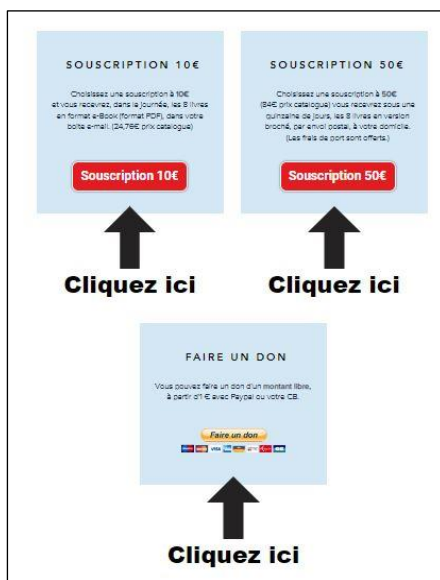 SOUSCRIPTION 10€
Choisissez une souscription à 10€
et vous recevrez, dans la journée, les 8 livres
en format e-Book (format PDF), dans votre
boite e-mail. (24,76€ prix catalogue)
Souscription 10€
Cliquez ici
SOUSCRIPTION 50€
Choisissez une souscription à 50€
(84€ prix catalogue) vous recevrez sous une
quinzaine de jours, les 8 livres en version
broché, par envoi postal, à votre domicile.
(Les frais de port sont offerts.)
Souscription 50€
Cliquez ici
FAIRE UN DON
Vous pouvez faire un don d'un montant libre,
à partir d'1 € avec Paypal ou votre CB.
Faire un don
VISA
Cliquez ici